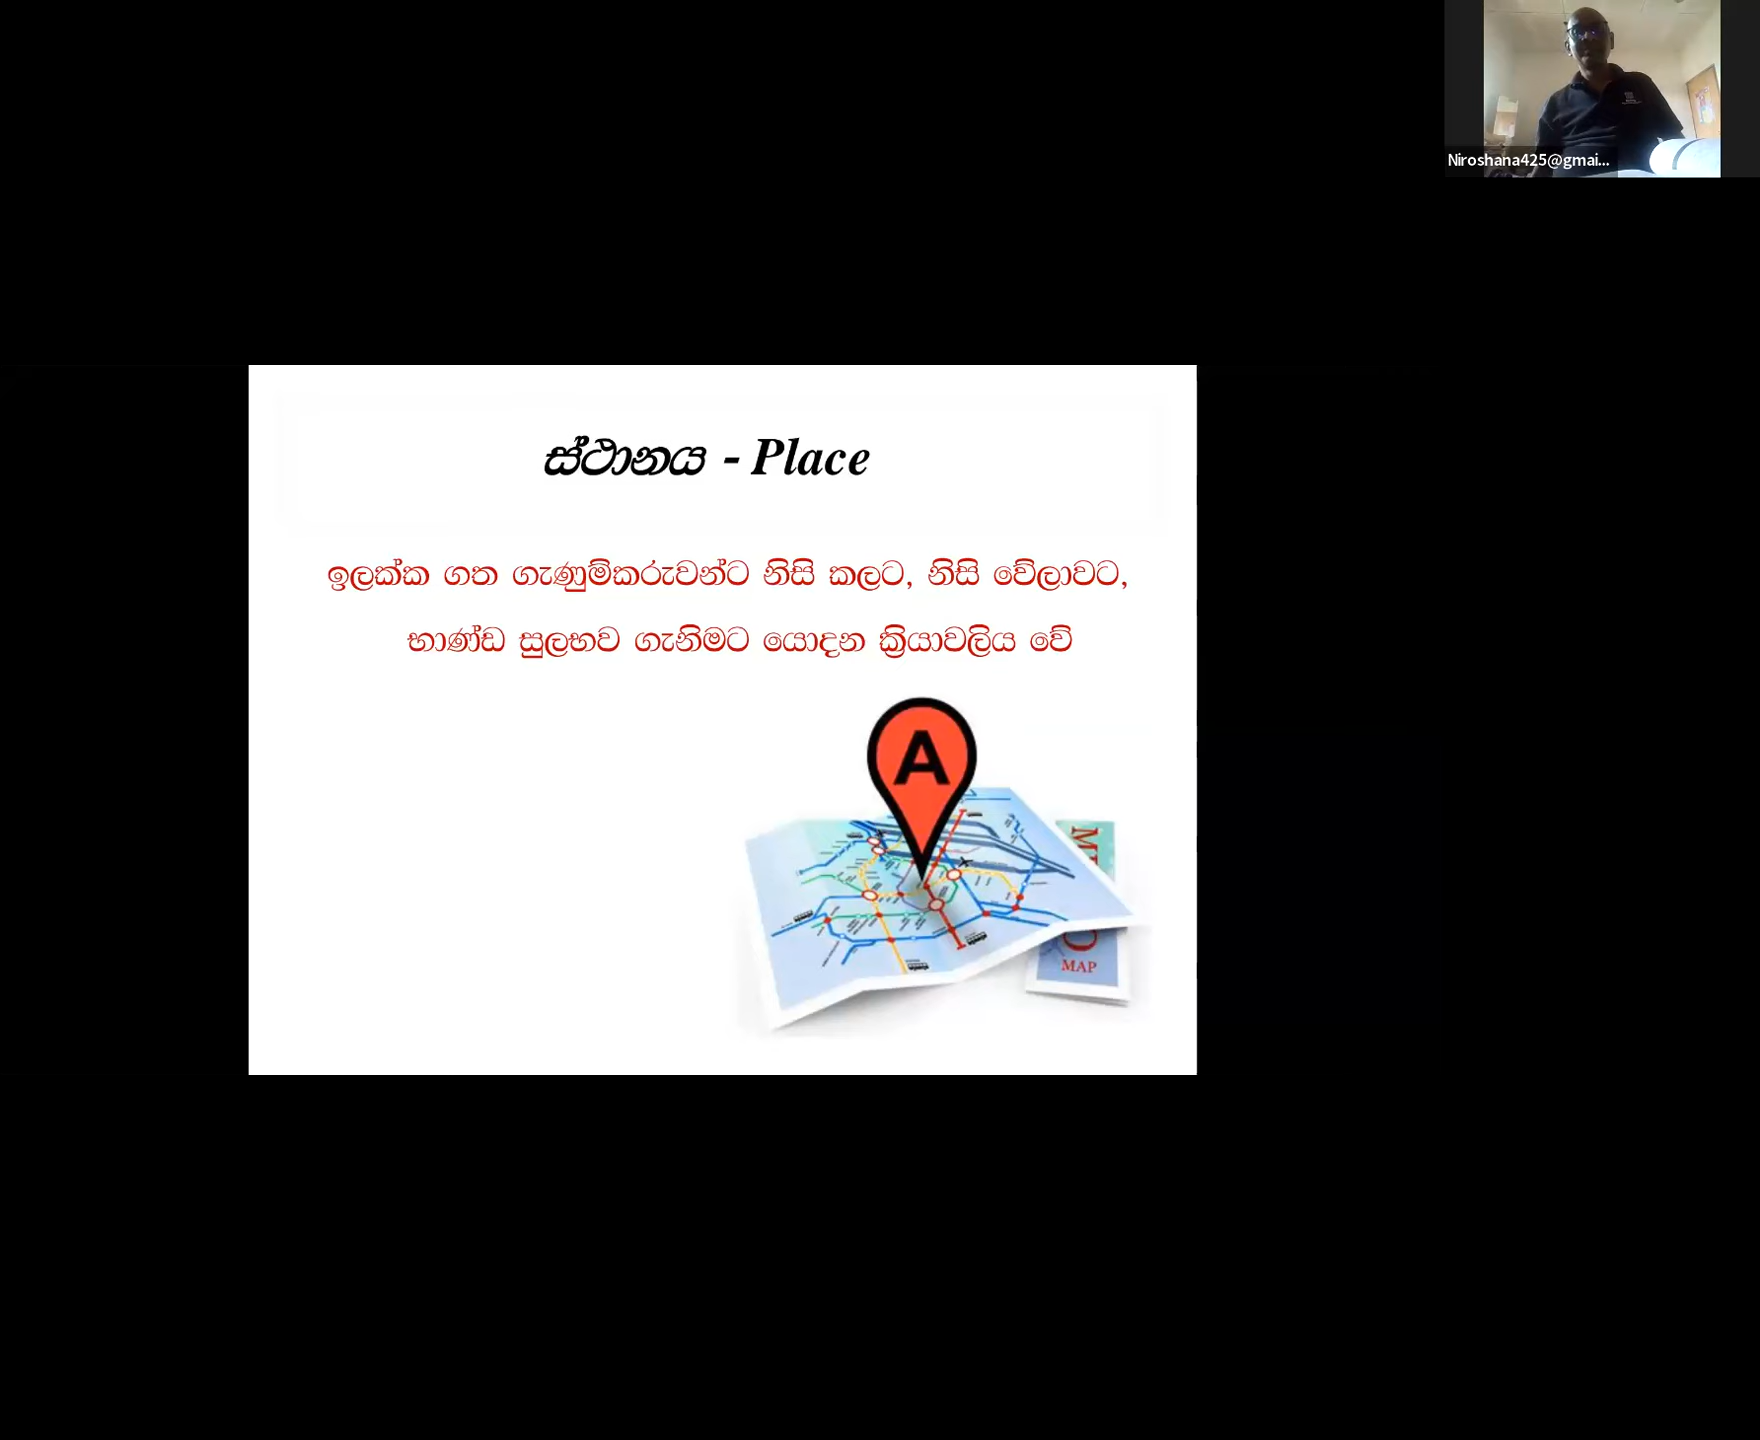 Niroshana425@gmai...
ස්ථානය - Place
ඉලක්ක ගත ගැණුම්කරුවන්ට නිසි කලට, නිසි වේලාවට,
භාණ්ඩ සුලභව ගැනිමට යොදන ක්‍රියාවලිය වේ
A
MAP